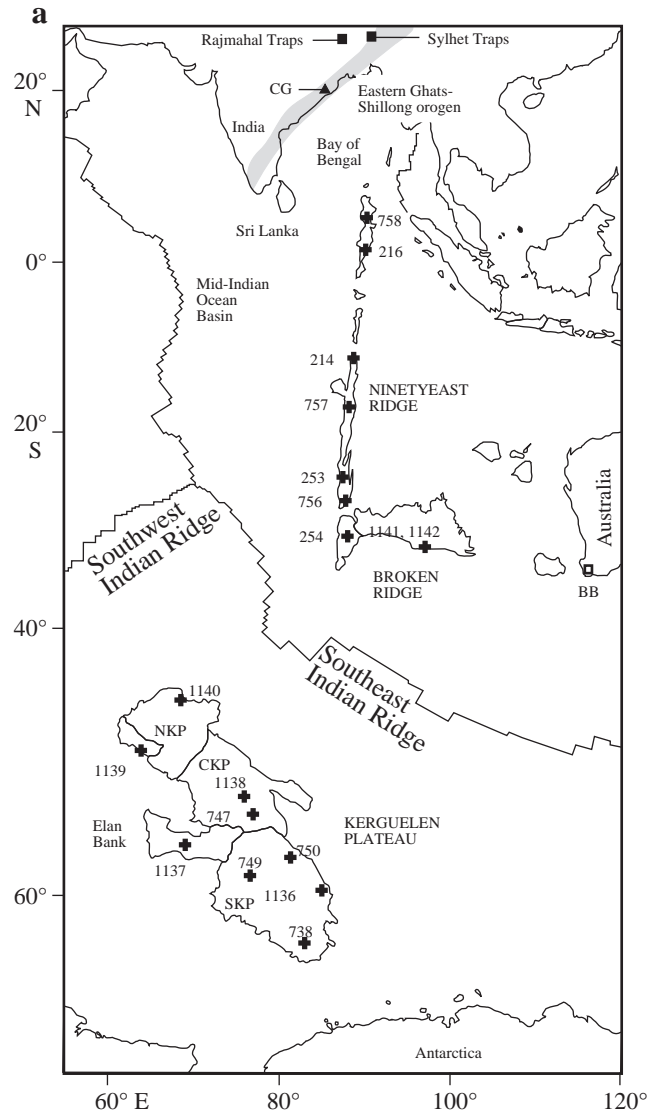 a
Rajmahal Traps
Sylhet Traps
20°
N
CG
Eastern Ghats-
Shillong orogen
India
Bay of
Bengal
Sri Lanka
758
216
0°
Mid-Indian
Ocean
Basin
214
NINETYEAST
RIDGE
757
20°
S
253
756
254
1141 1142
BROKEN
RIDGE
Australia
BB
Southwest
Indian Ridge
40°
Southeast
Indian Ridge
1140
NKP
1139
CKP
1138
747
Elan
Bank
1137
KERGUELEN
PLATEAU
750
749
1136
SKP
738
60°
Antarctica
60° E
80°
100°
120°